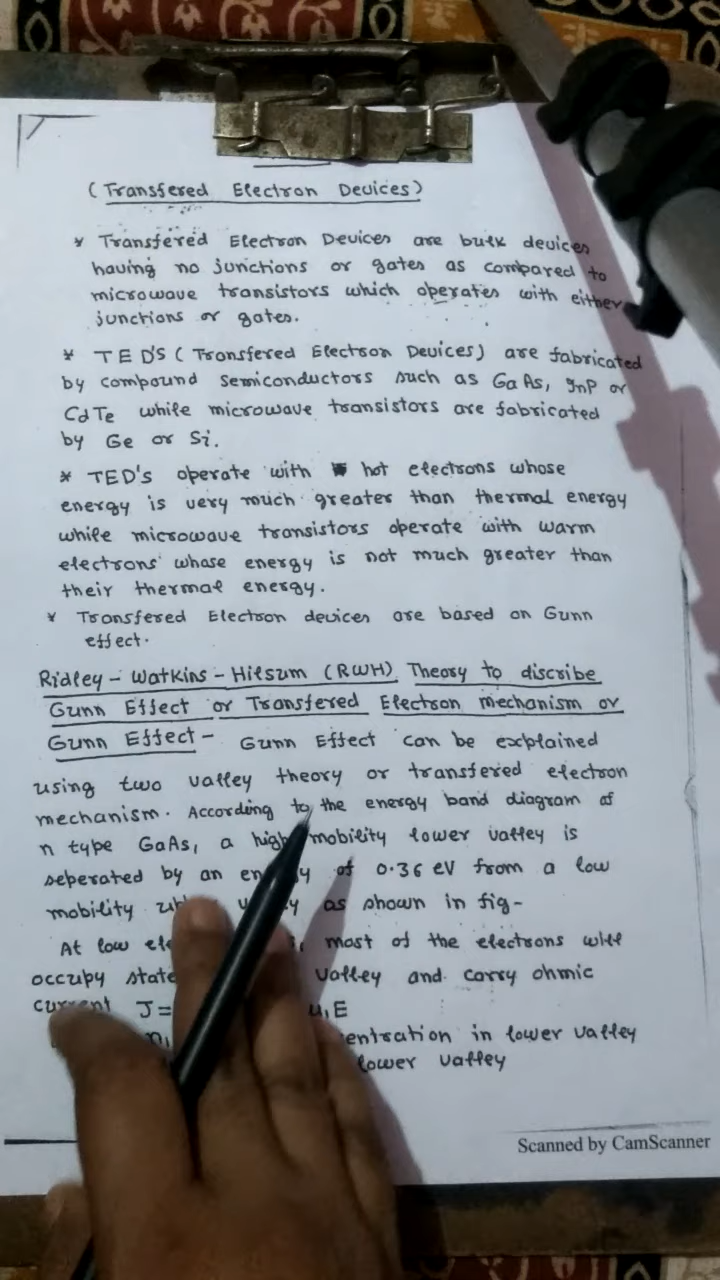 (Transfered Electron Devices)
* Transfered Electron Devices are bulk devices
having no junctions or gates as compared to
microwave transistors which operates with either
junctions or gates.
* TED'S (Transfered Electron Devices) are fabricated
by compound semiconductors such as GaAs, InP or
CdTe while microwave transistors are fabricated
by Ge or Si.
* TED's operate with hot electrons whose
energy is very much greater than thermal energy
while microwave transistors operate with warm
electrons whose energy is not much greater than
their thermal energy.
* Transfered Electron devices are based on Gunn
effect.
Ridley - Watkins - Hilsum (RWH) Theory to discribe
Gunn Effect or Transfered Electron mechanism or
Gunn Effect - Gunn Effect can be explained
using two valley theory or transfered electron
mechanism. According to the energy band diagram of
n type GaAs, a high mobility lower valley is
seperated by an of 0.36 eV from a low
mobility as shown in fig-
At low most of the electrons will
occupy valley and carry ohmic
current J =
in lower valley
lower valley
Scanned by CamScanner